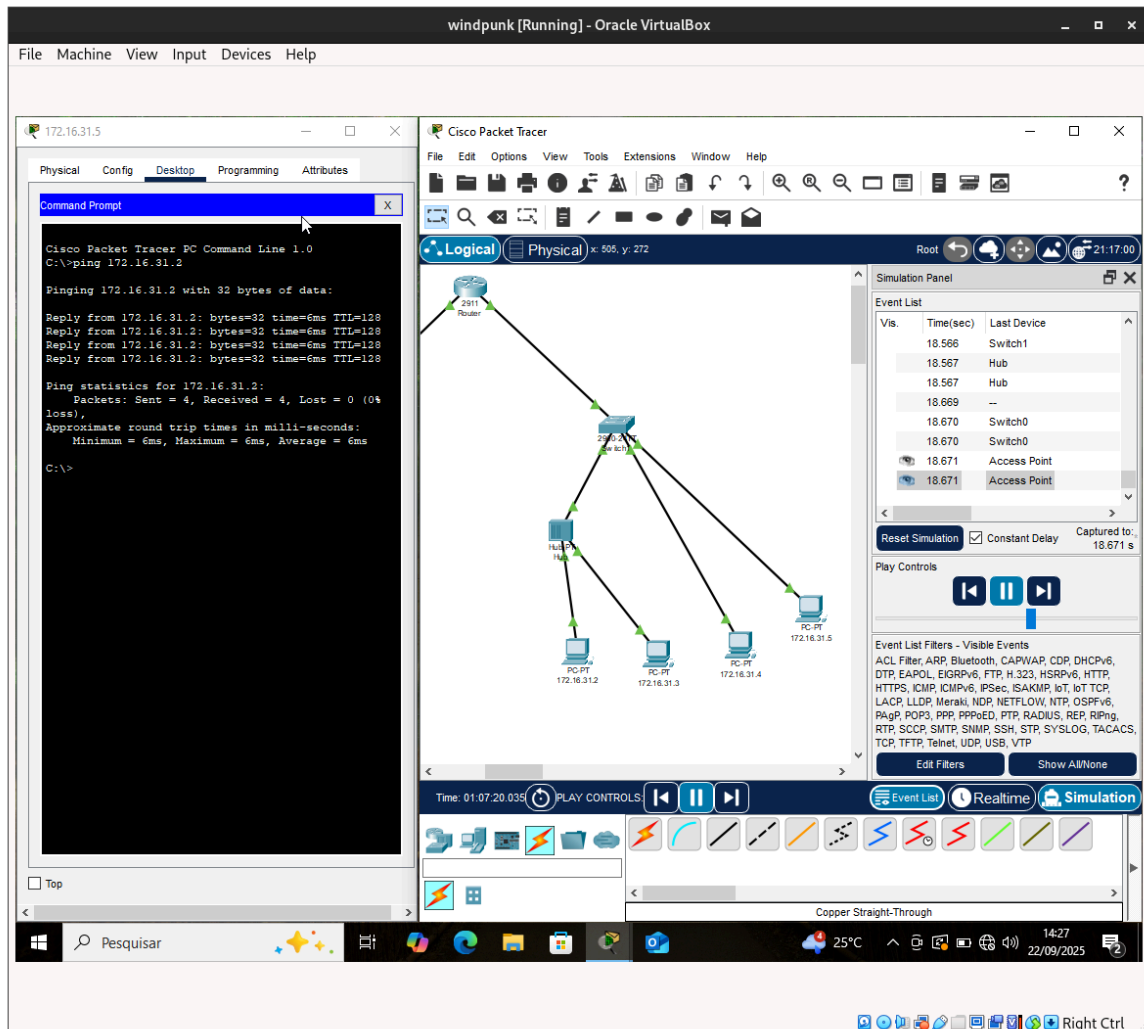 windpunk [Running] - Oracle VirtualBox
File Machine View Input Devices Help
172.16.31.5
Physical Config Desktop Programming Attributes
Command Prompt
X
Cisco Packet Tracer PC Command Line 1.0
C:\>ping 172.16.31.2
Pinging 172.16.31.2 with 32 bytes of data:
Reply from 172.16.31.2: bytes=32 time=6ms TTL=128
Reply from 172.16.31.2: bytes=32 time=6ms TTL=128
Reply from 172.16.31.2: bytes=32 time=6ms TTL=128
Reply from 172.16.31.2: bytes=32 time=6ms TTL=128
Ping statistics for 172.16.31.2:
Packets: Sent = 4, Received = 4, Lost = 0 (0%
loss),
Approximate round trip times in milli-seconds:
Minimum = 6ms, Maximum = 6ms, Average = 6ms
C:\>
Top
Cisco Packet Tracer
File Edit Options View Tools Extensions Window Help
Logical Physical x: 505, y: 272 Root 21:17:00
2911
Router
Switch1
Hub-PT
Hub
PC-PT
172.16.31.2
PC-PT
172.16.31.3
PC-PT
172.16.31.4
PC-PT
172.16.31.5
Simulation Panel
Event List
Vis. Time(sec) Last Device
18.566 Switch1
18.567 Hub
18.567 Hub
18.669 --
18.670 Switch0
18.670 Switch0
18.671 Access Point
18.671 Access Point
Reset Simulation Constant Delay Captured to:
18.671 s
Play Controls
Event List Filters - Visible Events
ACL Filter, ARP, Bluetooth, CAPWAP, CDP, DHCPv6,
DTP, EAPOL, EIGRPv6, FTP, H.323, HSRPv6, HTTP,
HTTPS, ICMP, ICMPv6, IPSec, ISAKMP, IoT, IoT TCP,
LACP, LLDP, Meraki, NDP, NETFLOW, NTP, OSPFv6,
PAgP, POP3, PPP, PPPoED, PTP, RADIUS, REP, RIPng,
RTP, SCCP, SMTP, SNMP, SSH, STP, SYSLOG, TACACS,
TCP, TFTP, Telnet, UDP, USB, VTP
Edit Filters Show All/None
Time: 01:07:20.035 PLAY CONTROLS: Event List Realtime Simulation
Copper Straight-Through
Pesquisar
4
25°C
14:27
22/09/2025
2
Right Ctrl